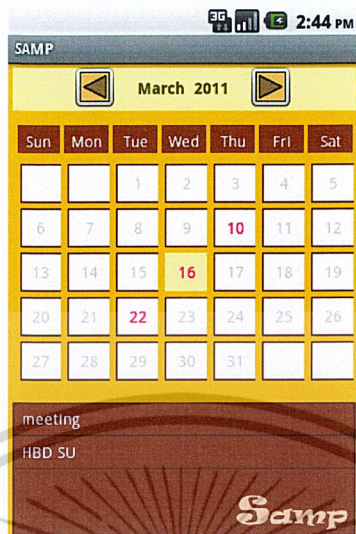 3G 2:44 PM
SAMP
March 2011
Sun Mon Tue Wed Thu Fri Sat
1 2 3 4 5
6 7 8 9 10 11 12
13 14 15 16 17 18 19
20 21 22 23 24 25 26
27 28 29 30 31
meeting
HBD SU
Samp